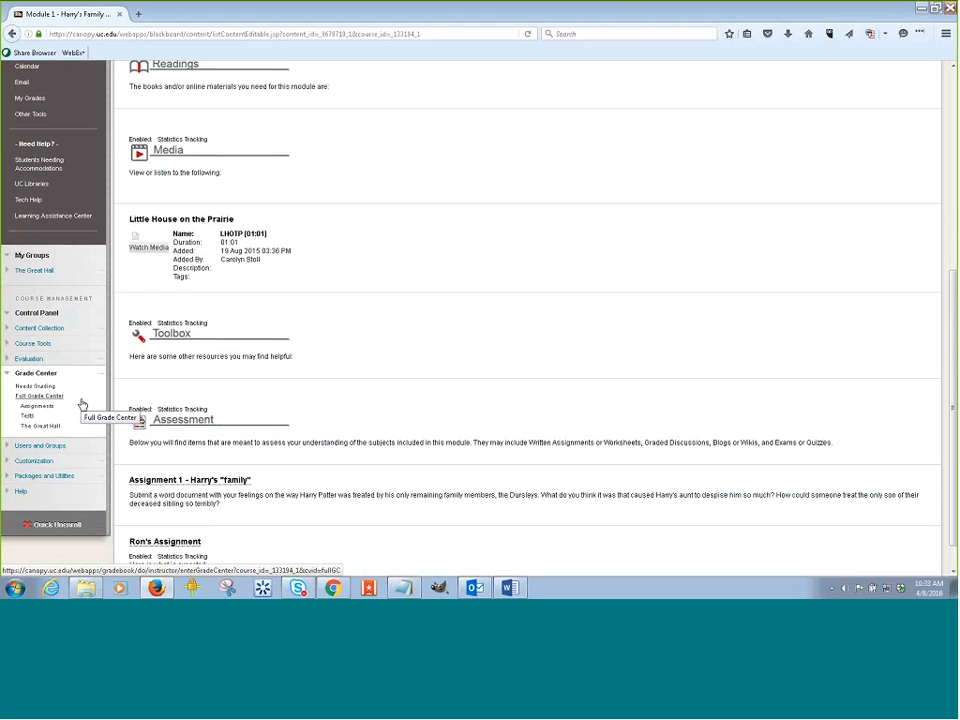 Module 1 - Harry's Family ...
https://canopy.uc.edu/webapps/blackboard/content/listContentEditable.jsp?content_id=_9678719_1&course_id=_133194_1
Search
Share Browser WebEx
Calendar
Email
My Grades
Other Tools
- Need Help? -
Students Needing
Accommodations
UC Libraries
Tech Help
Learning Assistance Center
My Groups
The Great Hall
COURSE MANAGEMENT
Control Panel
Content Collection
Course Tools
Evaluation
Grade Center
Needs Grading
Full Grade Center
Assignments
Tests
The Great Hall
Full Grade Center
Users and Groups
Customization
Packages and Utilities
Help
Quick Unenroll
Readings
The books and/or online materials you need for this module are:
Enabled: Statistics Tracking
Media
View or listen to the following:
Little House on the Prairie
Watch Media
Name: LHOTP [01:01]
Duration: 01:01
Added: 19 Aug 2015 03:36 PM
Added By: Carolyn Stoll
Description:
Tags:
Enabled: Statistics Tracking
Toolbox
Here are some other resources you may find helpful:
Enabled: Statistics Tracking
Assessment
Below you will find items that are meant to assess your understanding of the subjects included in this module. They may include Written Assignments or Worksheets, Graded Discussions, Blogs or Wikis, and Exams or Quizzes.
Assignment 1 - Harry's "family"
Submit a word document with your feelings on the way Harry Potter was treated by his only remaining family members, the Dursleys. What do you think it was that caused Harry's aunt to despise him so much? How could someone treat the only son of their
deceased sibling so terribly?
Ron's Assignment
Enabled: Statistics Tracking
https://canopy.uc.edu/webapps/gradebook/do/instructor/enterGradeCenter?course_id=_133194_1&cvid=fullGC
10:33 AM
4/6/2016